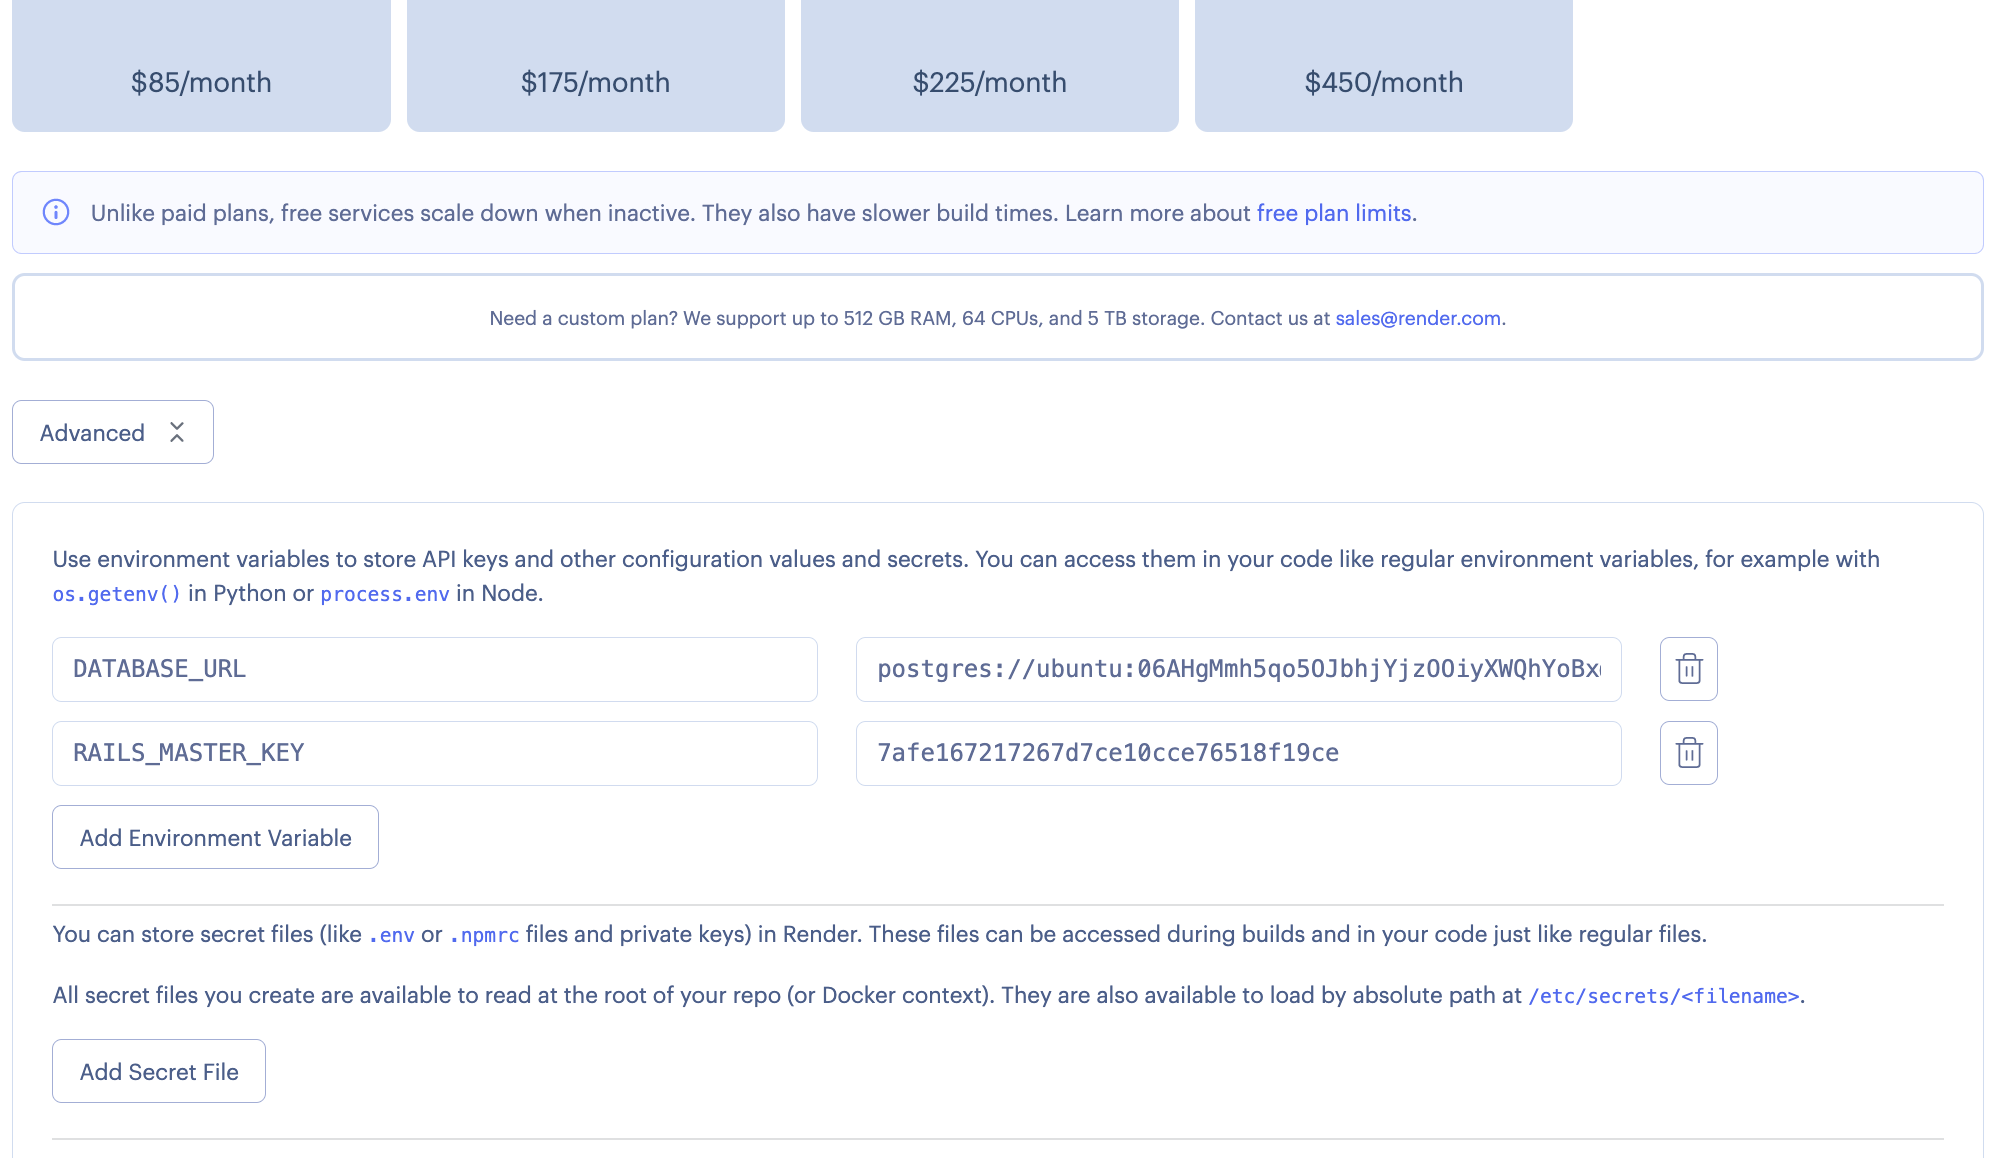 $85/month
$175/month
$225/month
$450/month
Unlike paid plans, free services scale down when inactive. They also have slower build times. Learn more about free plan limits.
Need a custom plan? We support up to 512 GB RAM, 64 CPUs, and 5 TB storage. Contact us at sales@render.com.
Advanced
Use environment variables to store API keys and other configuration values and secrets. You can access them in your code like regular environment variables, for example with
os.getenv() in Python or process.env in Node.
DATABASE_URL
postgres://ubuntu:06AHgMmh5qo5OJbhjYjzOOiyXWQhYoBx
RAILS_MASTER_KEY
7afe167217267d7ce10cce76518f19ce
Add Environment Variable
You can store secret files (like .env or .npmrc files and private keys) in Render. These files can be accessed during builds and in your code just like regular files.
All secret files you create are available to read at the root of your repo (or Docker context). They are also available to load by absolute path at /etc/secrets/<filename>.
Add Secret File